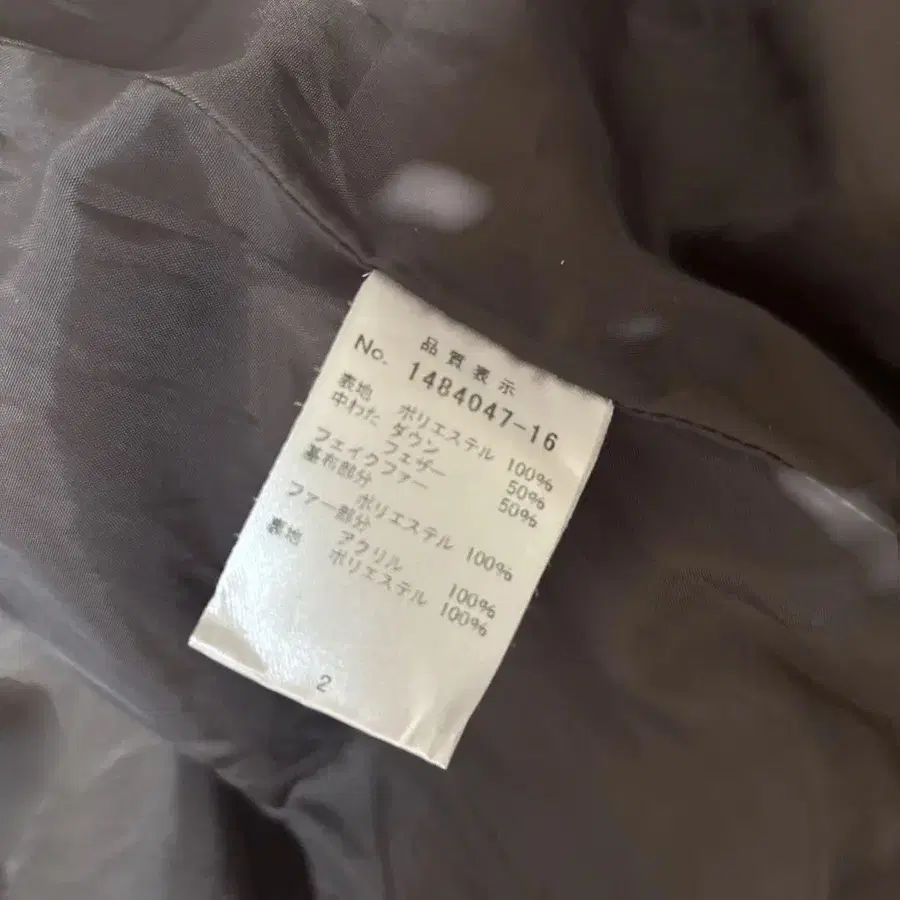 品質表示
No. 1484047-16
表地 ポリエステル 100%
中わた ダウン 50%
フェザー 50%
フェイクファー
基布部分
ポリエステル 100%
ファー部分
アクリル 100%
裏地 ポリエステル 100%
2